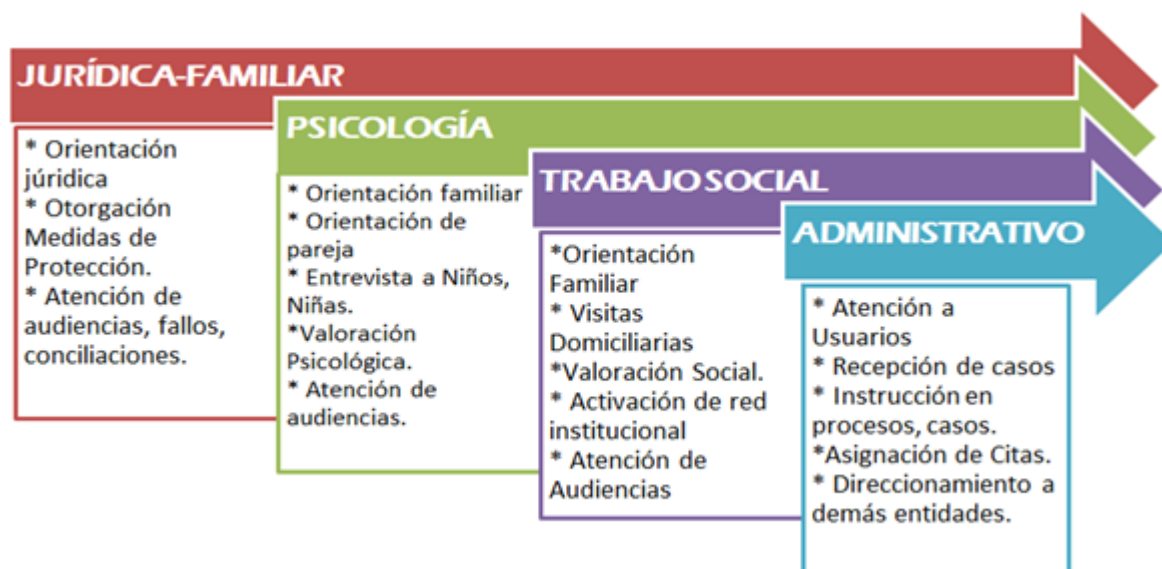 JURÍDICA-FAMILIAR
* Orientación
júridica
* Otorgación
Medidas de
Protección.
* Atención de
audiencias, fallos,
conciliaciones.
PSICOLOGÍA
* Orientación familiar
* Orientación de
pareja
* Entrevista a Niños,
Niñas.
*Valoración
Psicológica.
* Atención de
audiencias.
TRABAJO SOCIAL
*Orientación
Familiar
* Visitas
Domiciliarias
*Valoración Social.
* Activación de red
institucional
* Atención de
Audiencias
ADMINISTRATIVO
* Atención a
Usuarios
* Recepción de casos
* Instrucción en
procesos, casos.
*Asignación de Citas.
* Direccionamiento a
demás entidades.